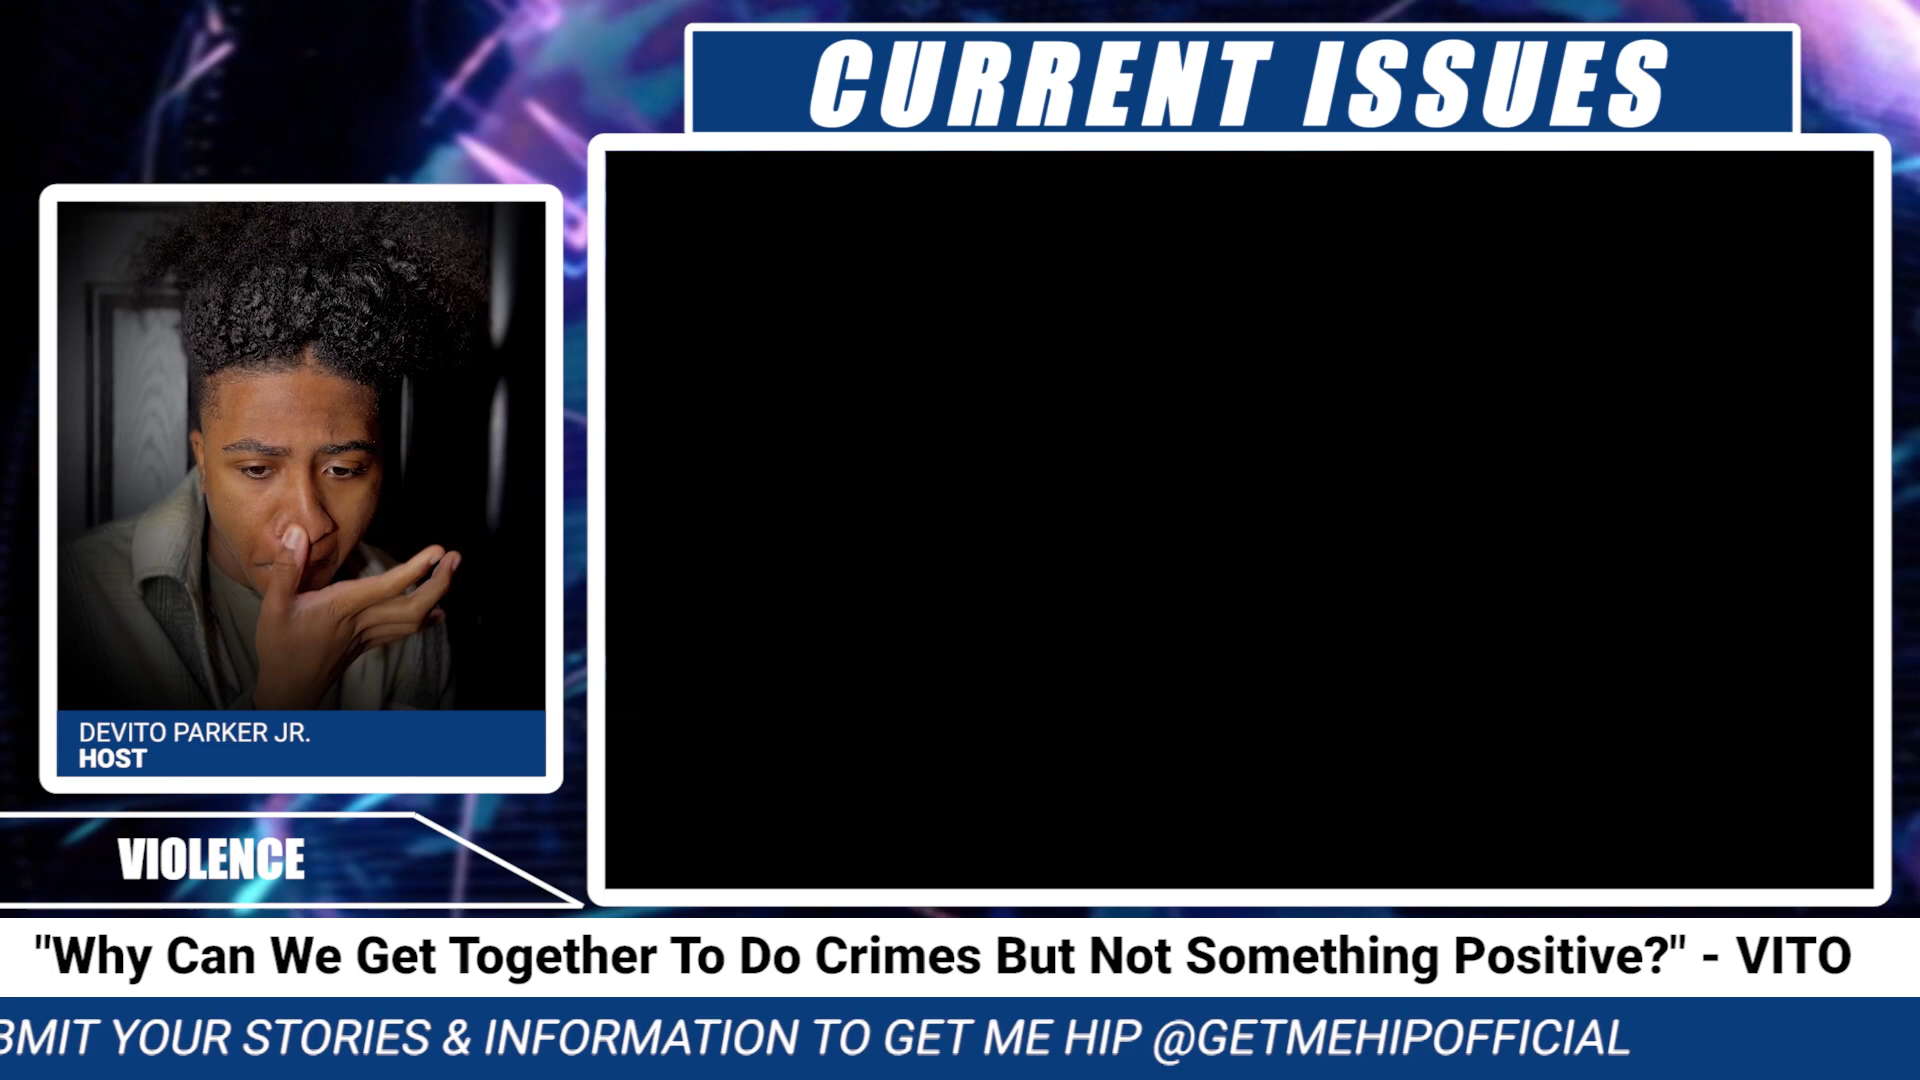 CURRENT ISSUES
DEVITO PARKER JR.
HOST
VIOLENCE
"Why Can We Get Together To Do Crimes But Not Something Positive?" - VITO
YOUR STORIES & INFORMATION TO GET ME HIP @GETMEHIPOFFICIAL